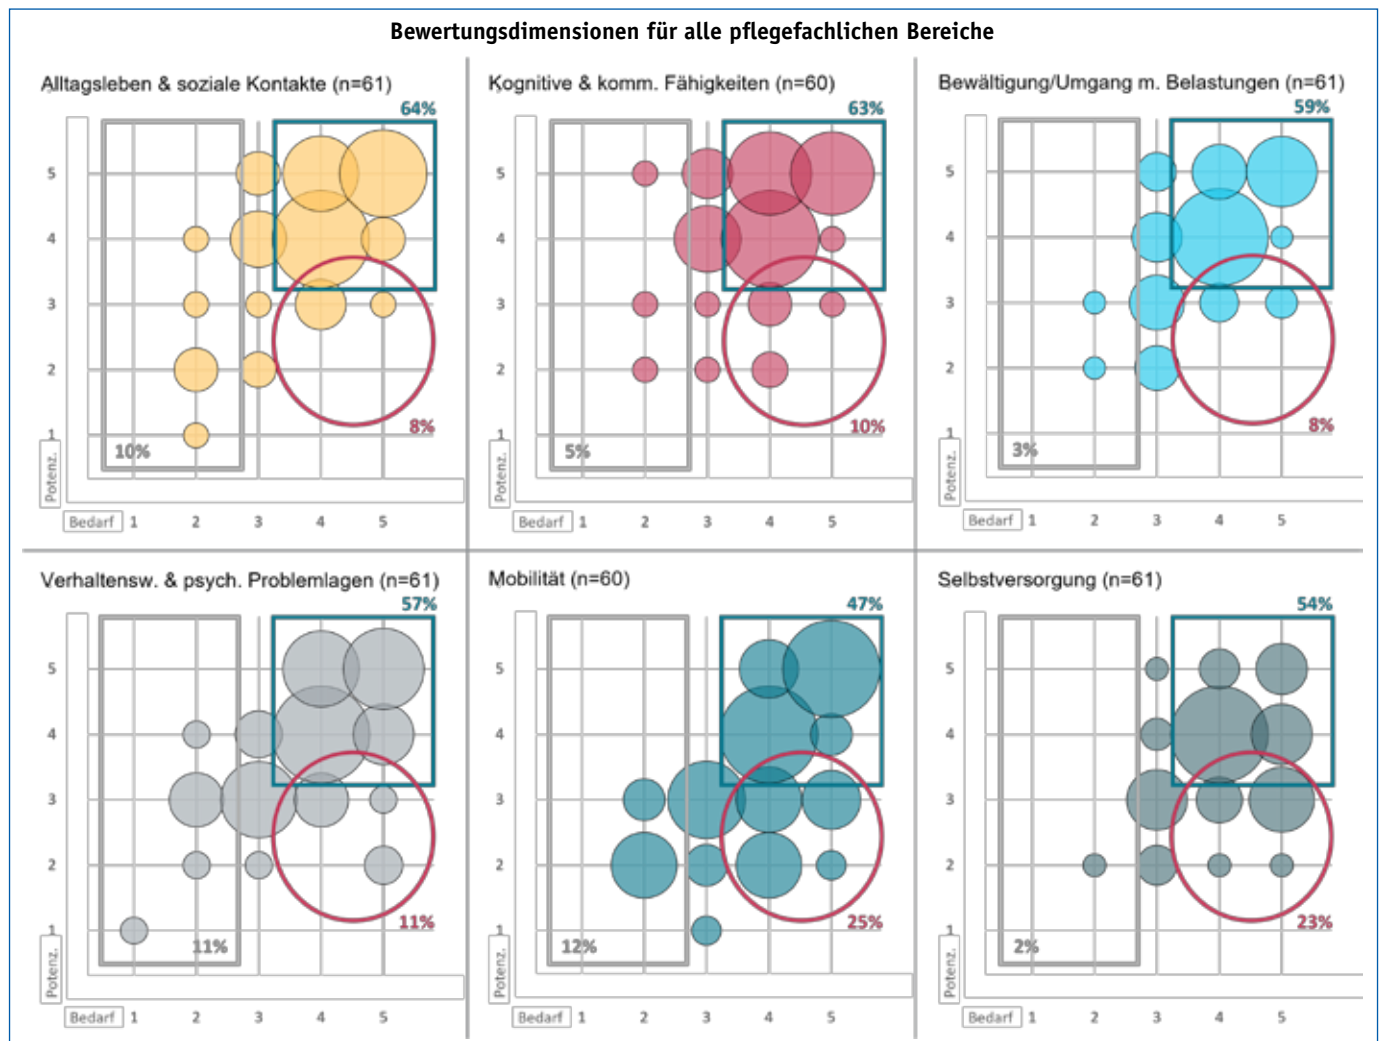 Bewertungsdimensionen für alle pflegefachlichen Bereiche
Alltagsleben & soziale Kontakte (n=61)
64%
5
4
3
2
1
8%
10%
Potenz.
Bedarf 1 2 3 4 5
Kognitive & komm. Fähigkeiten (n=60)
63%
5
4
3
2
1
10%
5%
Potenz.
Bedarf 1 2 3 4 5
Bewältigung/Umgang m. Belastungen (n=61)
59%
5
4
3
2
1
8%
3%
Potenz.
Bedarf 1 2 3 4 5
Verhaltensw. & psych. Problemlagen (n=61)
57%
5
4
3
2
1
11%
11%
Potenz.
Bedarf 1 2 3 4 5
Mobilität (n=60)
47%
5
4
3
2
1
25%
12%
Potenz.
Bedarf 1 2 3 4 5
Selbstversorgung (n=61)
54%
5
4
3
2
1
23%
2%
Potenz.
Bedarf 1 2 3 4 5